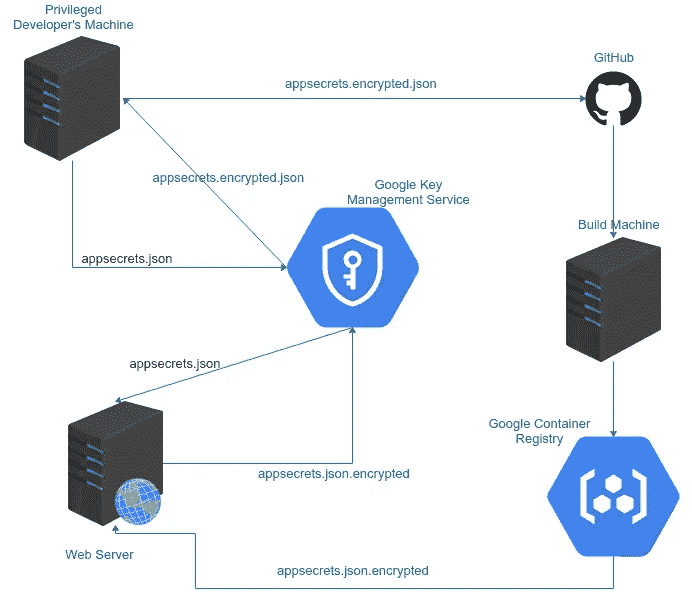 Privileged
Developer's Machine
GitHub
appsecrets.encrypted.json
appsecrets.encrypted.json
Google Key
Management Service
Build Machine
appsecrets.json
appsecrets.json
Google Container
Registry
appsecrets.json.encrypted
Web Server
appsecrets.json.encrypted